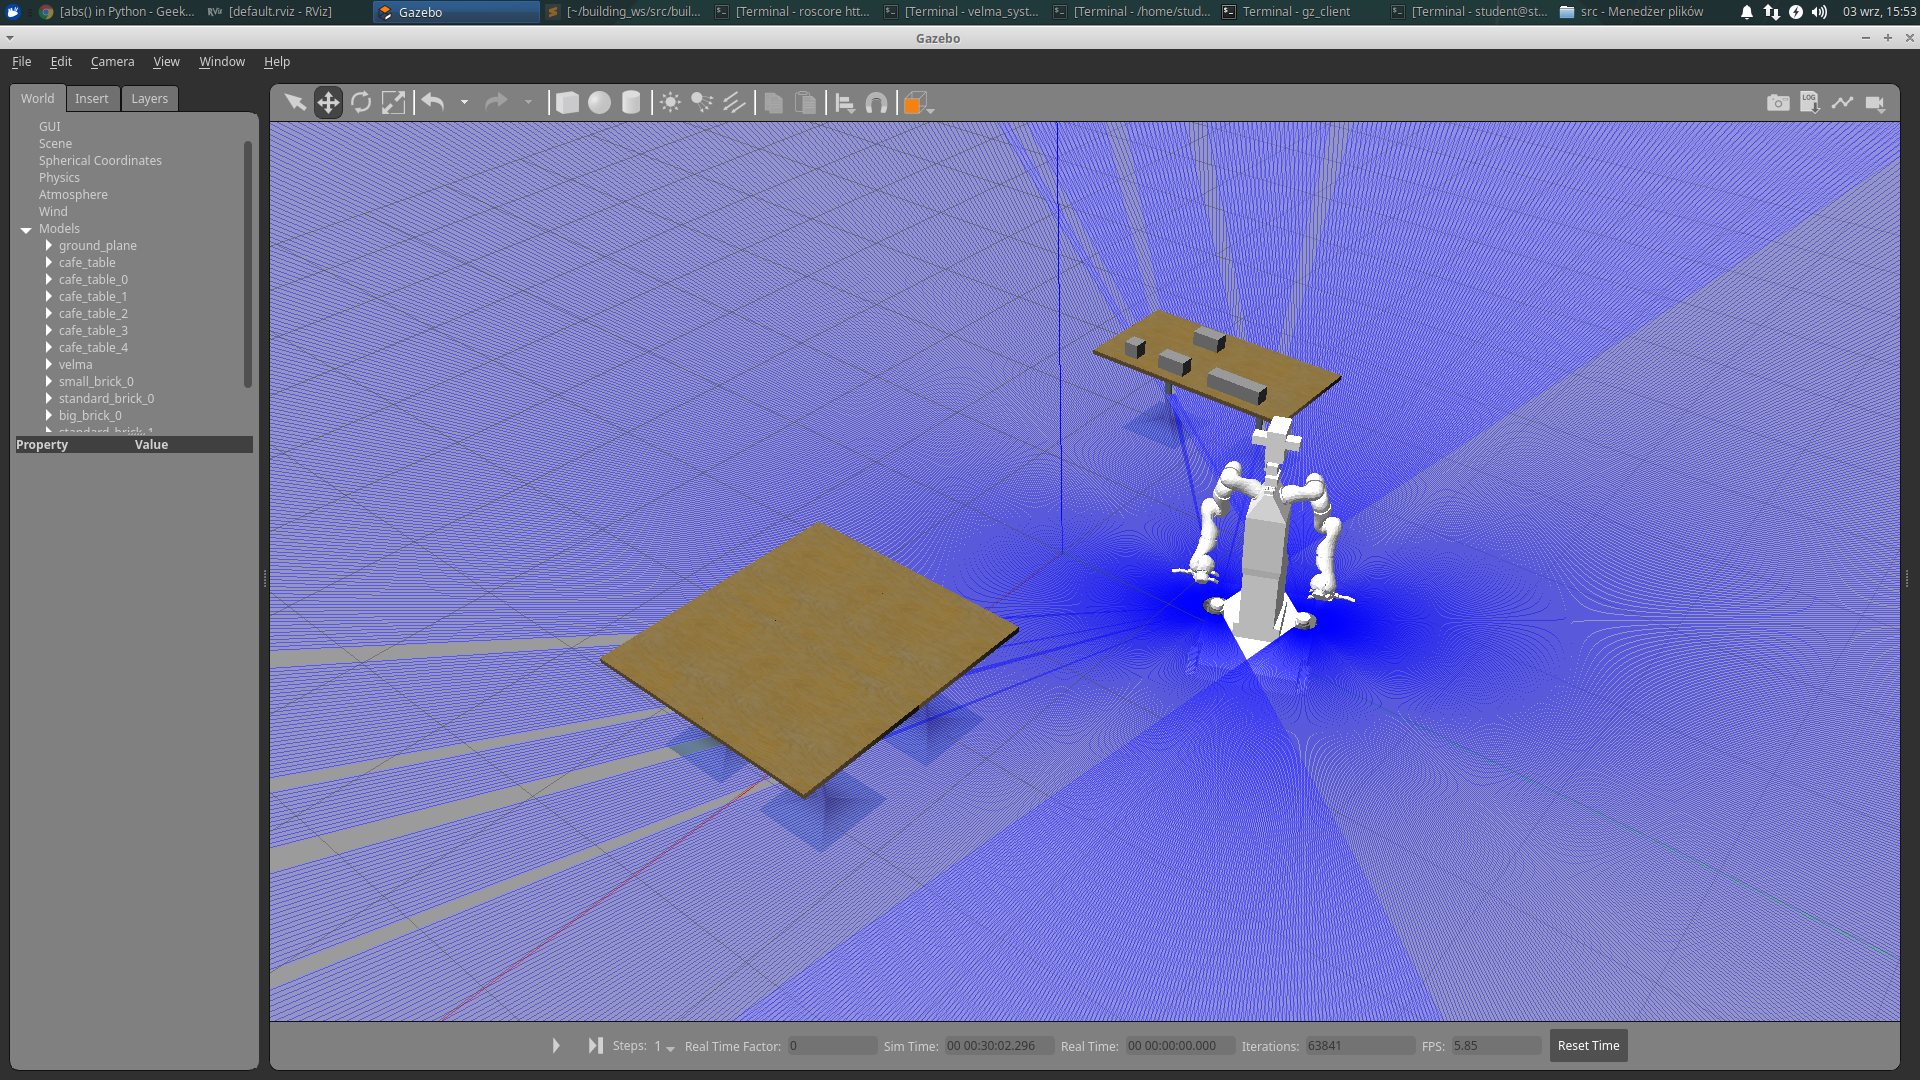 [abs() in Python - Geek... [default.rviz - RViz] Gazebo [~/building_ws/src/buil... [Terminal - roscore htt... [Terminal - velma_syst... [Terminal - /home/stud... Terminal - gz_client [Terminal - student@st... src - Menedżer plików 03 wrz, 15:53
Gazebo
File Edit Camera View Window Help
World Insert Layers
GUI
Scene
Spherical Coordinates
Physics
Atmosphere
Wind
Models
ground_plane
cafe_table
cafe_table_0
cafe_table_1
cafe_table_2
cafe_table_3
cafe_table_4
velma
small_brick_0
standard_brick_0
big_brick_0
standard_brick_1
Property Value
Steps: 1 Real Time Factor: 0 Sim Time: 00 00:30:02.296 Real Time: 00 00:00:00.000 Iterations: 63841 FPS: 5.85 Reset Time